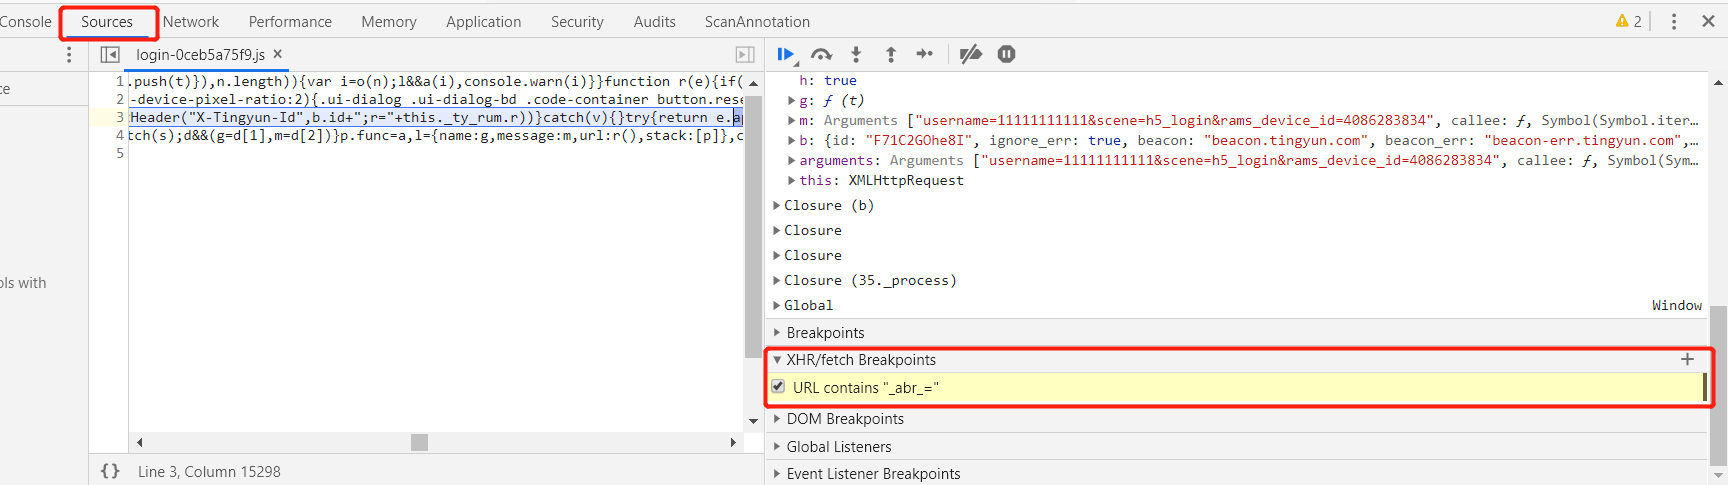 Console Sources Network Performance Memory Application Security Audits ScanAnnotation 2
login-0ceb5a75f9.js
ce
ols with
1 .push(t)}),n.length)){var i=o(n);l&&a(i),console.warn(i)}}function r(e){if(
2 -device-pixel-ratio:2){.ui-dialog .ui-dialog-bd .code-container button.rese
3 Header("X-Tingyun-Id",b.id+";r="+this._ty_rum.r))}catch(v){}try{return e.ap
4 tch(s);d&&(g=d[1],m=d[2])}p.func=a,l={name:g,message:m,url:r(),stack:[p]},c
5
{} Line 3, Column 15298
h: true
g: ƒ (t)
m: Arguments ["username=11111111111&scene=h5_login&rams_device_id=4086283834", callee: ƒ, Symbol(Symbol.iter…
b: {id: "F71C2GOhe8I", ignore_err: true, beacon: "beacon.tingyun.com", beacon_err: "beacon-err.tingyun.com",…
arguments: Arguments ["username=11111111111&scene=h5_login&rams_device_id=4086283834", callee: ƒ, Symbol(Sym…
this: XMLHttpRequest
Closure (b)
Closure
Closure
Closure (35._process)
Global Window
Breakpoints
XHR/fetch Breakpoints
URL contains "_abr_="
DOM Breakpoints
Global Listeners
Event Listener Breakpoints